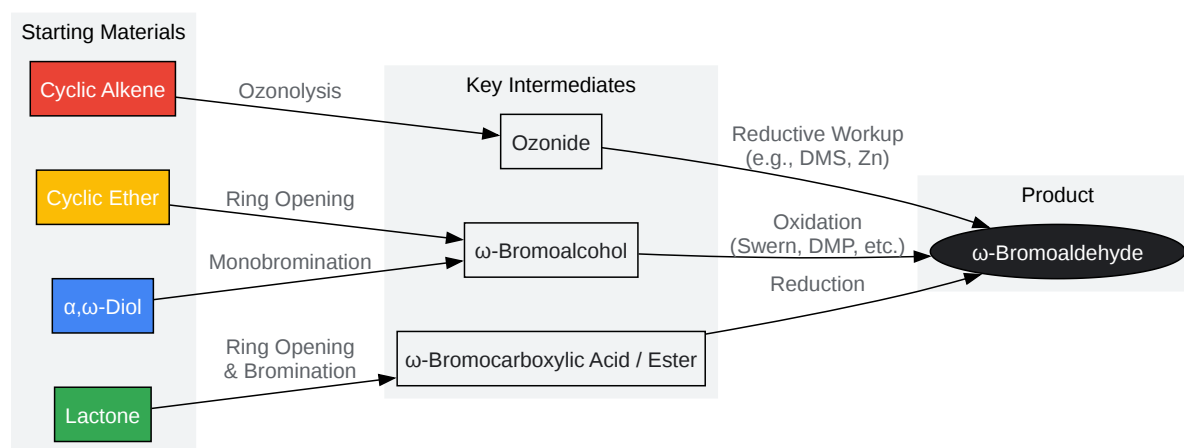 Starting Materials
Cyclic Alkene
Cyclic Ether
α,ω-Diol
Lactone
Ozonolysis
Ring Opening
Monobromination
Ring Opening
& Bromination
Key Intermediates
Ozonide
ω-Bromoalcohol
ω-Bromocarboxylic Acid / Ester
Reductive Workup
(e.g., DMS, Zn)
Oxidation
(Swern, DMP, etc.)
Reduction
Product
ω-Bromoaldehyde